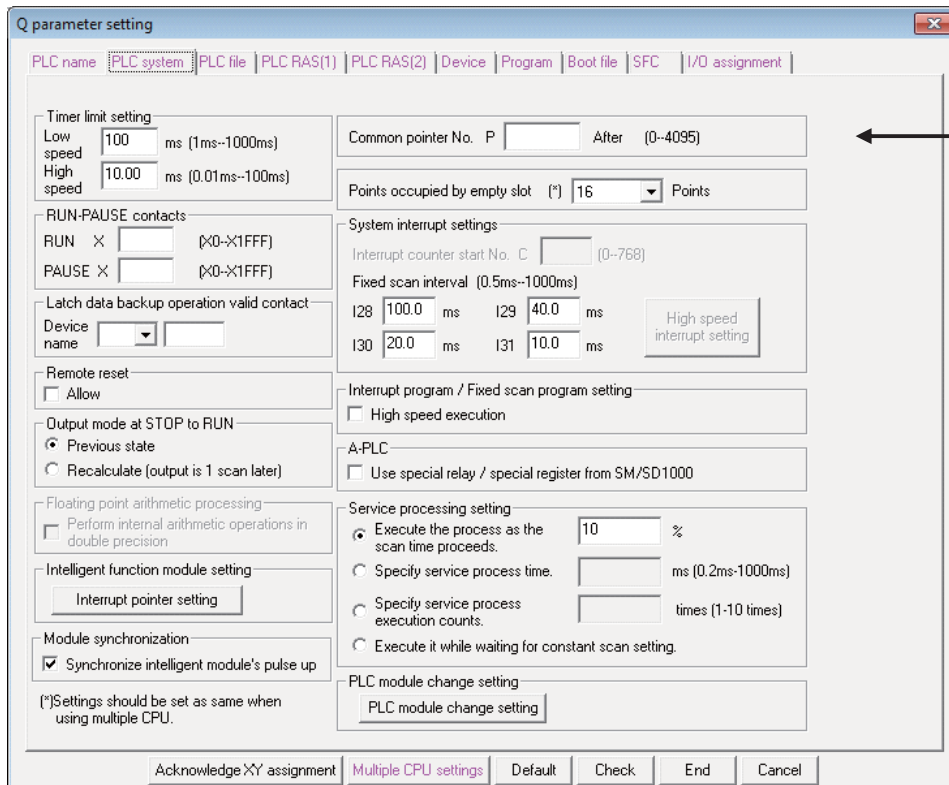 Q parameter setting
PLC name PLC system PLC file PLC RAS(1) PLC RAS(2) Device Program Boot file SFC I/O assignment
Timer limit setting
Low speed 100 ms (1ms--1000ms)
High speed 10.00 ms (0.01ms--100ms)
RUN-PAUSE contacts
RUN X (X0--X1FFF)
PAUSE X (X0--X1FFF)
Latch data backup operation valid contact
Device name
Remote reset
Allow
Output mode at STOP to RUN
Previous state
Recalculate (output is 1 scan later)
Floating point arithmetic processing
Perform internal arithmetic operations in
double precision
Intelligent function module setting
Interrupt pointer setting
Module synchronization
Synchronize intelligent module's pulse up
(*)Settings should be set as same when
using multiple CPU.
Common pointer No. P After (0--4095)
Points occupied by empty slot (*) 16 Points
System interrupt settings
Interrupt counter start No. C (0--768)
Fixed scan interval (0.5ms--1000ms)
I28 100.0 ms I29 40.0 ms
I30 20.0 ms I31 10.0 ms
High speed
interrupt setting
Interrupt program / Fixed scan program setting
High speed execution
A-PLC
Use special relay / special register from SM/SD1000
Service processing setting
Execute the process as the
scan time proceeds. 10 %
Specify service process time. ms (0.2ms-1000ms)
Specify service process
execution counts. times (1-10 times)
Execute it while waiting for constant scan setting.
PLC module change setting
PLC module change setting
Acknowledge XY assignment Multiple CPU settings Default Check End Cancel